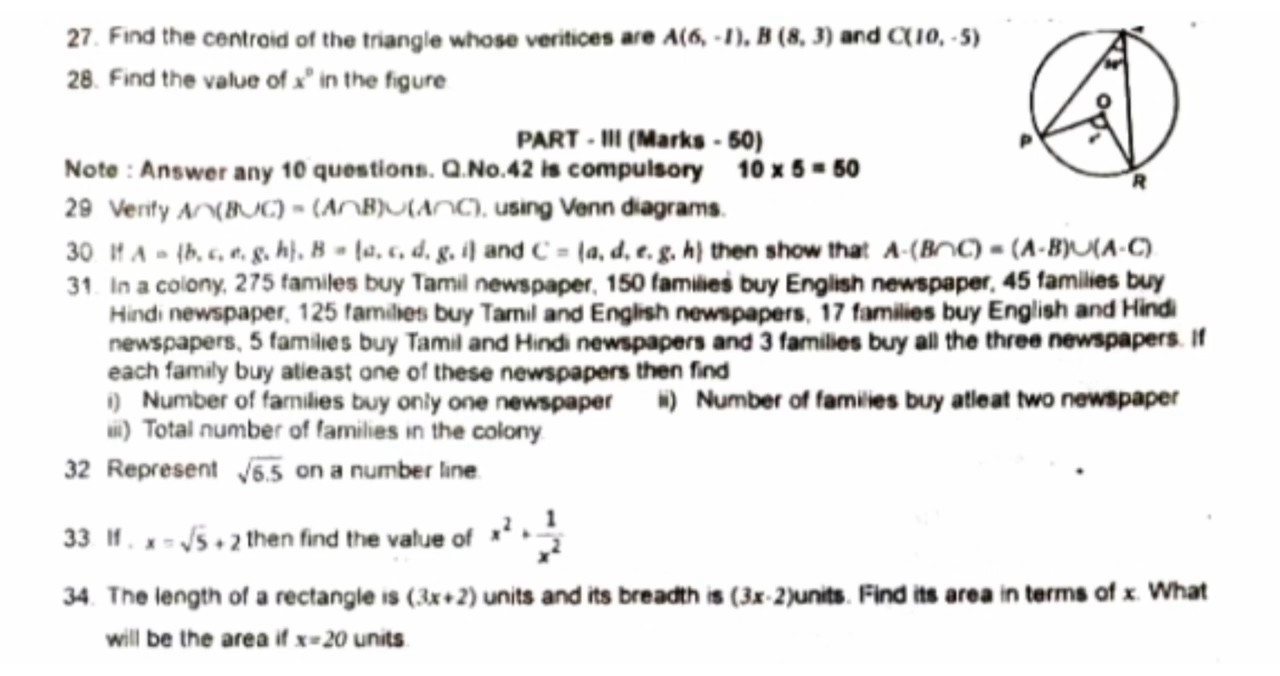 27. Find the centroid of the triangle whose veritices are A(6, -1), B (8, 3) and C(10, -5)
28. Find the value of x° in the figure
O
P
R
PART - III (Marks - 50)
Note : Answer any 10 questions. Q.No.42 is compulsory 10 x 5 = 50
29 Verify A∩(B∪C) = (A∩B)∪(A∩C), using Venn diagrams.
30 If A = {b, c, e, g, h}, B = {a, c, d, g, i} and C = {a, d, e, g, h} then show that A-(B∩C) = (A-B)∪(A-C)
31. In a colony, 275 familes buy Tamil newspaper, 150 families buy English newspaper, 45 families buy
Hindi newspaper, 125 families buy Tamil and English newspapers, 17 families buy English and Hindi
newspapers, 5 families buy Tamil and Hindi newspapers and 3 families buy all the three newspapers. If
each family buy atleast one of these newspapers then find
i) Number of families buy only one newspaper ii) Number of families buy atleat two newspaper
iii) Total number of families in the colony
32 Represent √6.5 on a number line.
33 If, x = √5 + 2 then find the value of x² + 1/x²
34. The length of a rectangle is (3x+2) units and its breadth is (3x-2)units. Find its area in terms of x. What
will be the area if x=20 units.